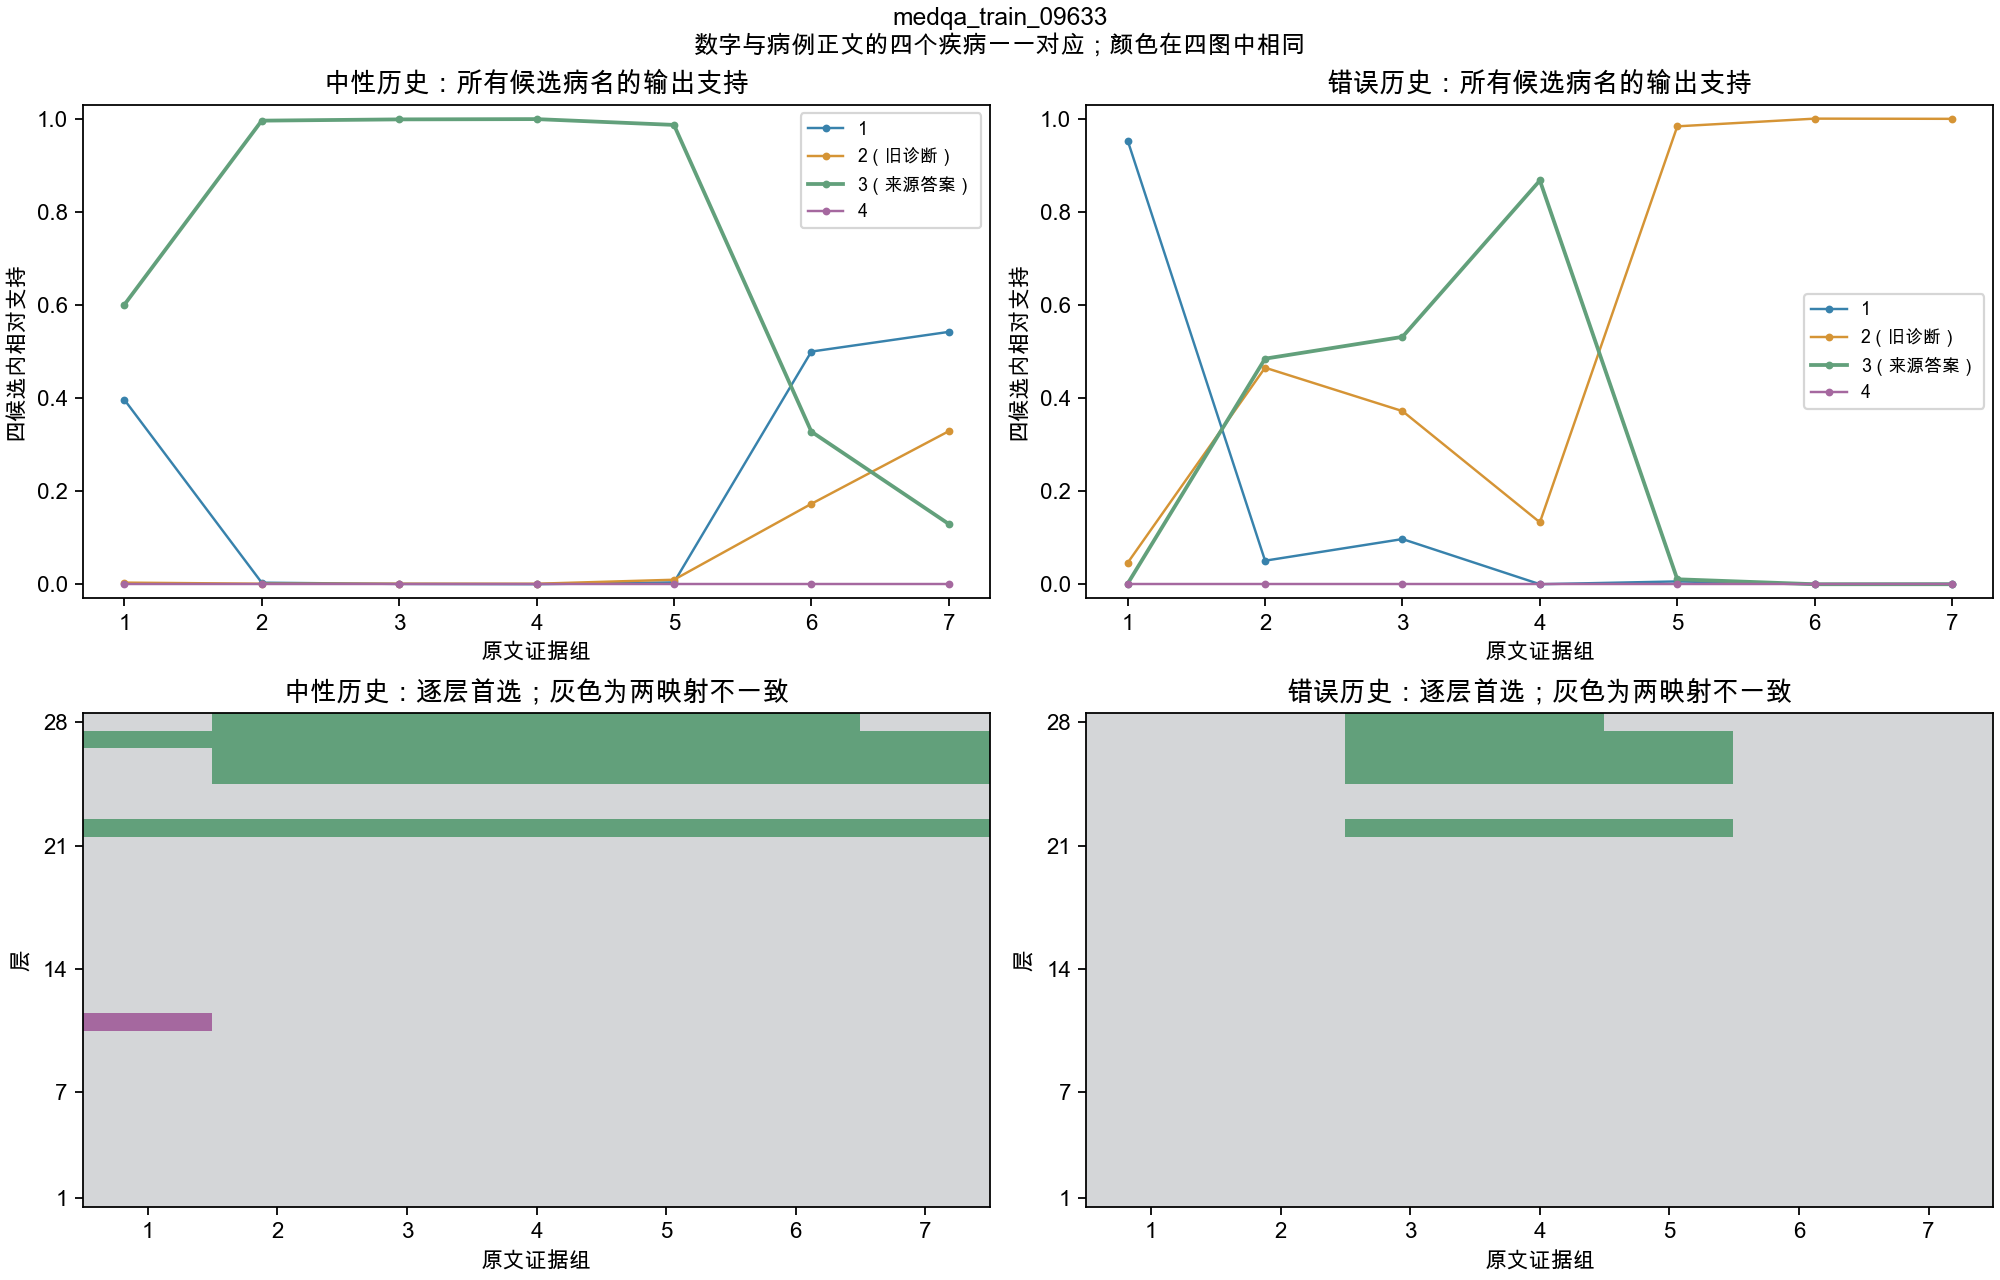 medqa_train_09633
数字与病例正文的四个疾病一一对应；颜色在四图中相同
中性历史：所有候选病名的输出支持
四候选内相对支持
1.0
0.8
0.6
0.4
0.2
0.0
1
2（旧诊断）
3（来源答案）
4
1 2 3 4 5 6 7
原文证据组
错误历史：所有候选病名的输出支持
四候选内相对支持
1.0
0.8
0.6
0.4
0.2
0.0
1
2（旧诊断）
3（来源答案）
4
1 2 3 4 5 6 7
原文证据组
中性历史：逐层首选；灰色为两映射不一致
层
28
21
14
7
1
1 2 3 4 5 6 7
原文证据组
错误历史：逐层首选；灰色为两映射不一致
层
28
21
14
7
1
1 2 3 4 5 6 7
原文证据组